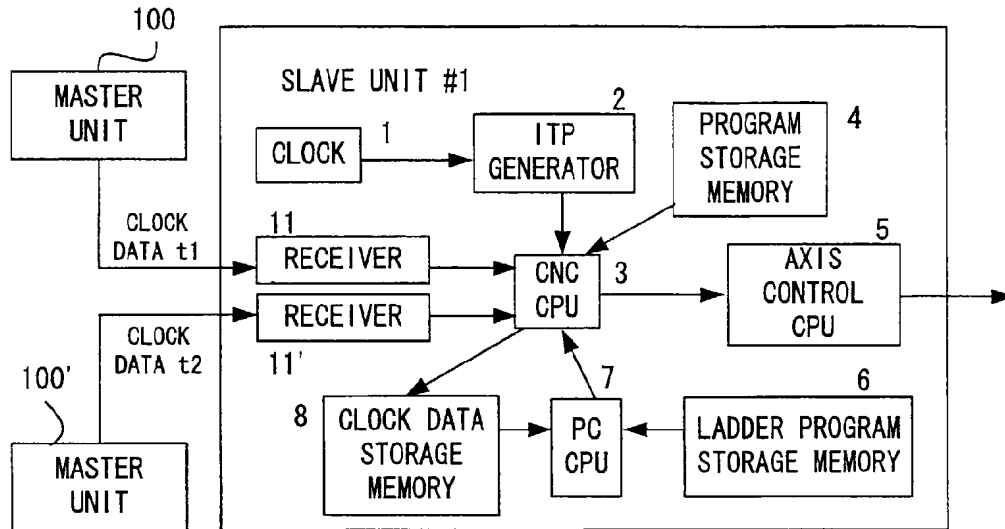 100
MASTER
UNIT
SLAVE UNIT #1
CLOCK
1
2
ITP
GENERATOR
PROGRAM
STORAGE
MEMORY
4
CLOCK
DATA t1
11
RECEIVER
CNC
CPU
3
5
AXIS
CONTROL
CPU
CLOCK
DATA t2
RECEIVER
11'
100'
MASTER
UNIT
8
CLOCK DATA
STORAGE
MEMORY
7
PC
CPU
6
LADDER PROGRAM
STORAGE MEMORY